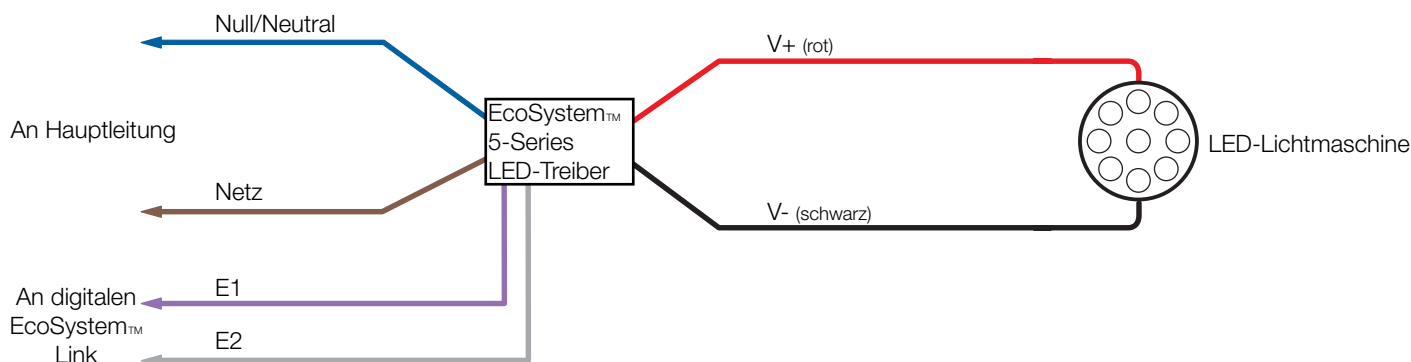 Null/Neutral
V+ (rot)
An Hauptleitung
EcoSystem™
5-Series
LED-Treiber
LED-Lichtmaschine
Netz
V- (schwarz)
E1
An digitalen
EcoSystem™
Link
E2